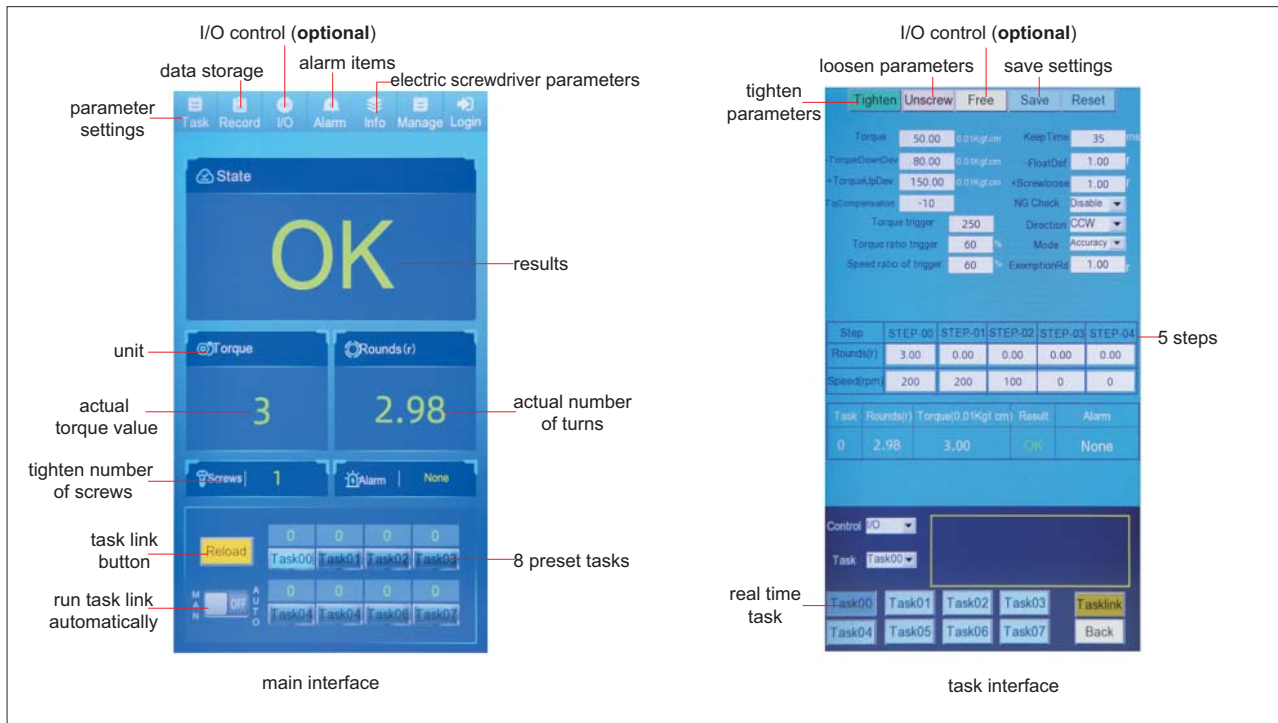 I/O control (optional)
data storage
alarm items
electric screwdriver parameters
parameter
settings
Task Record I/O Alarm Info Manage Login
State
OK
results
unit
Torque
Rounds(r)
actual
torque value
3
2.98
actual number
of turns
tighten number
of screws
Screws| 1
Alarm | None
task link
button
Reload
0 0 0 0
Task00 Task01 Task02 Task03
8 preset tasks
run task link
automatically
MAN OFF AUTO
0 0 0 0
Task04 Task04 Task06 Task07
main interface
I/O control (optional)
loosen parameters
save settings
tighten
parameters
Tighten Unscrew Free Save Reset
Torque 50.00 0.01Kgf.cm KeepTime 35 ms
-TorqueDownDev 80.00 0.01Kgf.cm -FloatDef 1.00 r
+TorqueUpDev 150.00 0.01Kgf.cm +Screwloose 1.00 r
TqCompensation -10 NG Check Disable
Torque trigger 250 Direction CCW
Torque ratio trigger 60 % Mode Accuracy
Speed ratio of trigger 60 % ExemptionRd 1.00 r
Step STEP-00 STEP-01 STEP-02 STEP-03 STEP-04
5 steps
Rounds(r) 3.00 0.00 0.00 0.00 0.00
Speed(rpm) 200 200 100 0 0
Task Rounds(r) Torque(0.01Kgf cm) Result Alarm
0 2.98 3.00 OK None
Control I/O
Task Task00
real time
task
Task00 Task01 Task02 Task03 Tasklink
Task04 Task05 Task06 Task07 Back
task interface